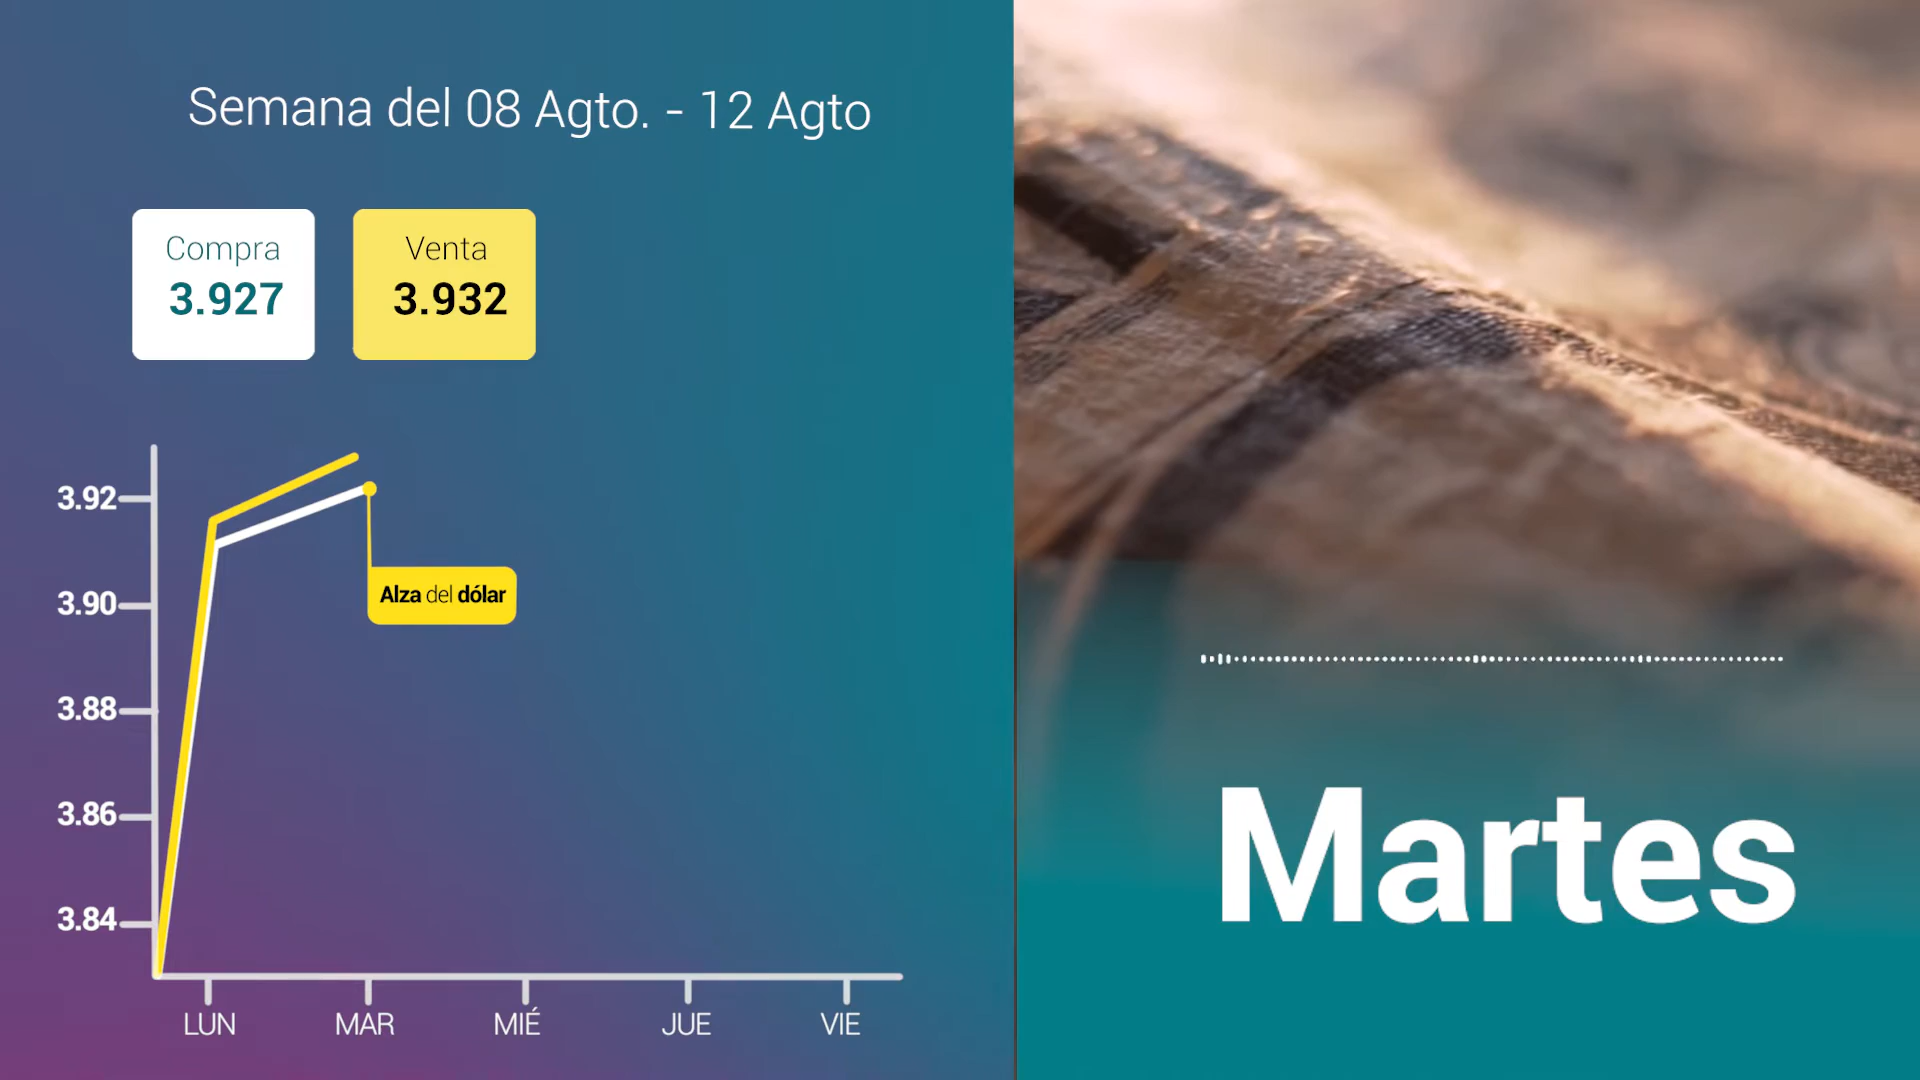 Semana del 08 Agto. - 12 Agto
Compra
3.927
Venta
3.932
3.92
3.90
3.88
3.86
3.84
Alza del dólar
LUN
MAR
MIÉ
JUE
VIE
Martes